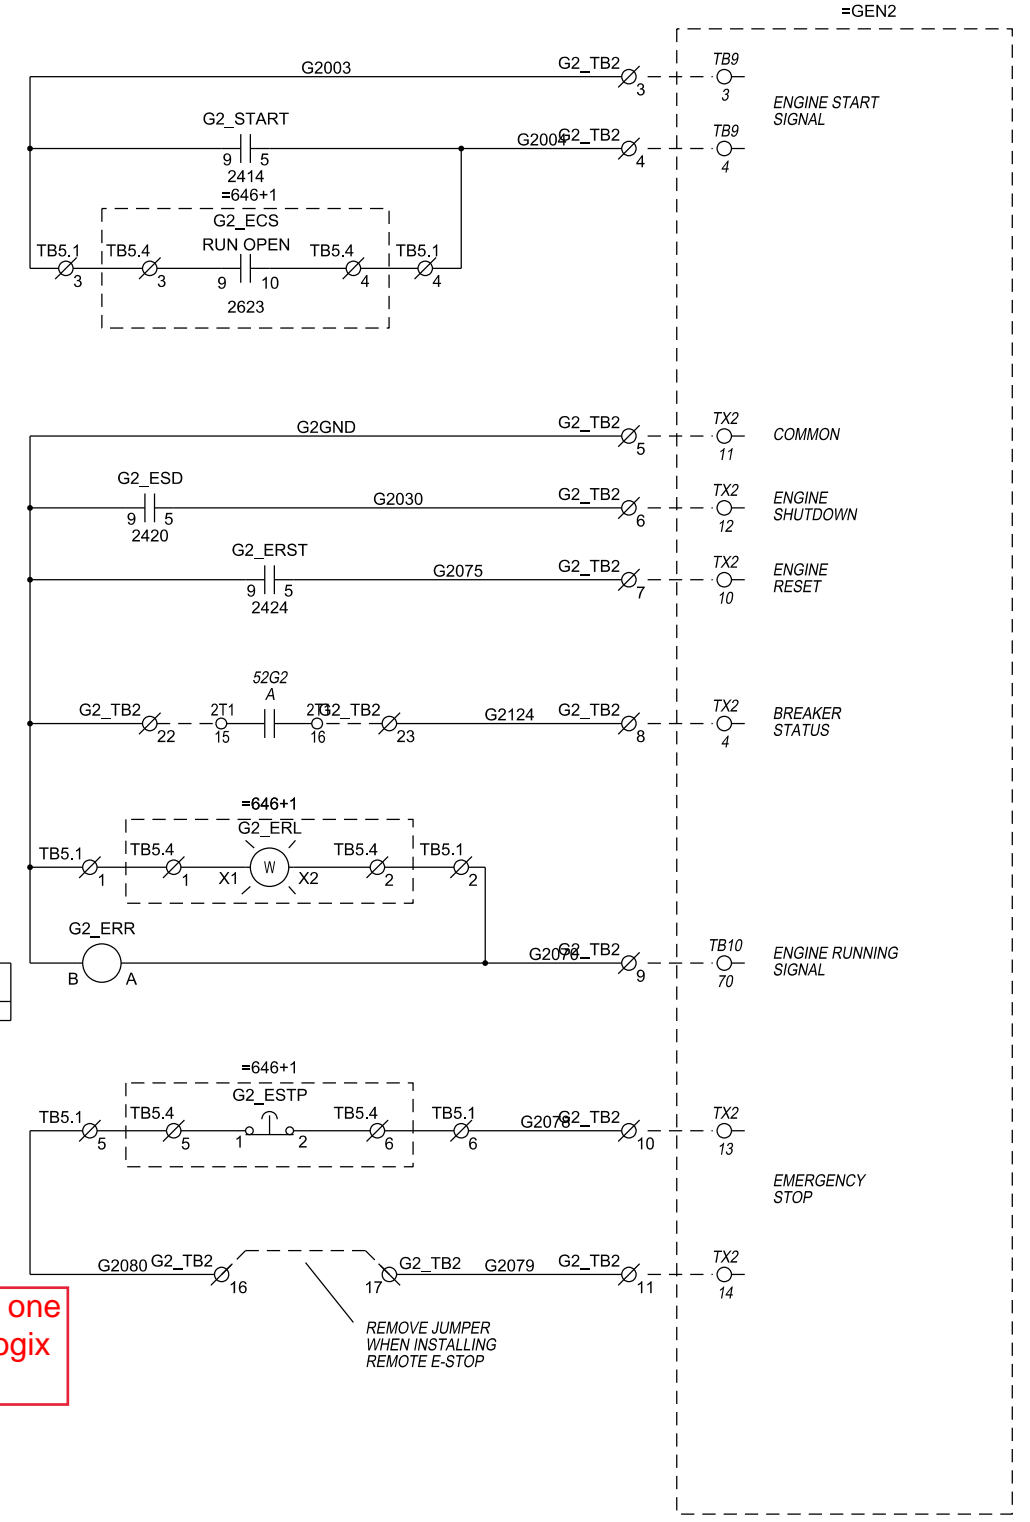 =GEN2
G2003
G2_TB2
3
TB9
3
ENGINE START
SIGNAL
G2_START
9 5
2414
G2004
G2_TB2
4
TB9
4
=646+1
G2_ECS
RUN OPEN
TB5.1
3
TB5.4
3
9 10
TB5.4
4
TB5.1
4
2623
G2GND
G2_TB2
5
TX2
11
COMMON
G2_ESD
9 5
2420
G2030
G2_TB2
6
TX2
12
ENGINE
SHUTDOWN
G2_ERST
9 5
2424
G2075
G2_TB2
7
TX2
10
ENGINE
RESET
52G2
A
G2_TB2
22
2T1
15
2T1
16
G2_TB2
23
G2124
G2_TB2
8
TX2
4
BREAKER
STATUS
=646+1
G2_ERL
TB5.1
1
TB5.4
1
X1 W X2
TB5.4
2
TB5.1
2
G2_ERR
B A
G2070
G2_TB2
9
TB10
70
ENGINE RUNNING
SIGNAL
=646+1
G2_ESTP
TB5.1
5
TB5.4
5
1 2
TB5.4
6
TB5.1
6
G2078
G2_TB2
10
TX2
13
EMERGENCY
STOP
G2080
G2_TB2
16
17
G2_TB2
G2079
G2_TB2
11
TX2
14
one
ogix
REMOVE JUMPER
WHEN INSTALLING
REMOTE E-STOP